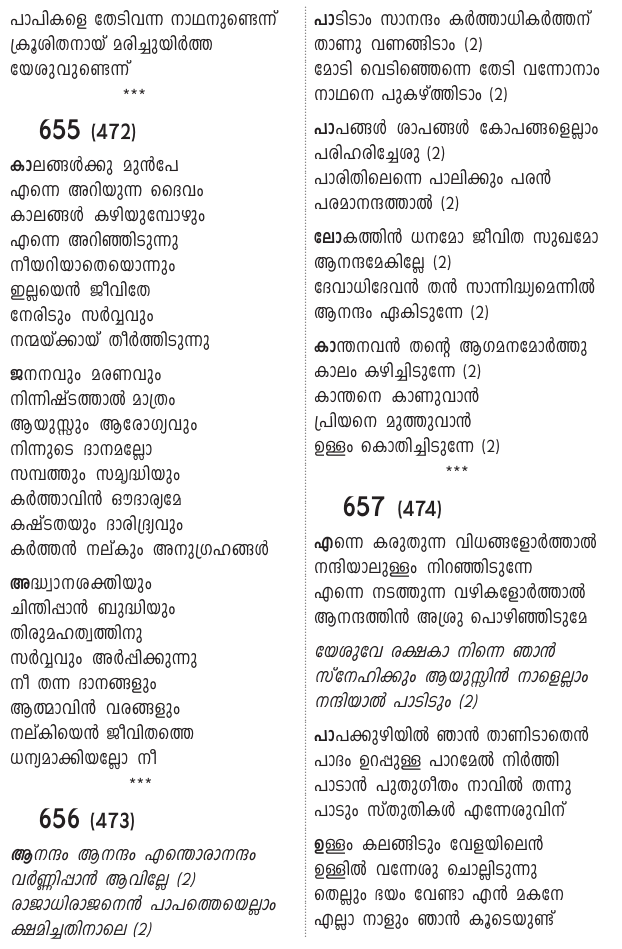 പാപികളെ തേടിവന്ന നാഥനുണ്ടെന്ന്
ക്രൂശിതനായ് മരിച്ചുയിർത്ത
യേശുവുണ്ടെന്ന്
***
655 (472)
കാലങ്ങൾക്കു മുൻപേ
എന്നെ അറിയുന്ന ദൈവം
കാലങ്ങൾ കഴിയുമ്പോഴും
എന്നെ അറിഞ്ഞിടുന്നു
നീയറിയാതെയൊന്നും
ഇല്ലയെൻ ജീവിതേ
നേരിടും സർവ്വവും
നന്മയ്ക്കായ് തീർത്തിടുന്നു
ജനനവും മരണവും
നിന്നിഷ്ടത്താൽ മാത്രം
ആയുസ്സും ആരോഗ്യവും
നിന്നുടെ ദാനമല്ലോ
സമ്പത്തും സമൃദ്ധിയും
കർത്താവിൻ ഔദാര്യമേ
കഷ്ടതയും ദാരിദ്ര്യവും
കർത്തൻ നല്കും അനുഗ്രഹങ്ങൾ
അദ്ധ്വാനശക്തിയും
ചിന്തിപ്പാൻ ബുദ്ധിയും
തിരുമഹത്വത്തിനു
സർവ്വവും അർപ്പിക്കുന്നു
നീ തന്ന ദാനങ്ങളും
ആത്മാവിൻ വരങ്ങളും
നല്കിയെൻ ജീവിതത്തെ
ധന്യമാക്കിയല്ലോ നീ
***
656 (473)
ആനന്ദം ആനന്ദം എന്തൊരാനന്ദം
വർണ്ണിപ്പാൻ ആവില്ലേ (2)
രാജാധിരാജനെൻ പാപത്തെയെല്ലാം
ക്ഷമിച്ചതിനാലെ (2)
പാടിടാം സാനന്ദം കർത്താധികർത്തന്
താണു വണങ്ങിടാം (2)
മോടി വെടിഞ്ഞെന്നെ തേടി വന്നോനാം
നാഥനെ പുകഴ്ത്തിടാം (2)
പാപങ്ങൾ ശാപങ്ങൾ കോപങ്ങളെല്ലാം
പരിഹരിച്ചേശു (2)
പാരിതിലെന്നെ പാലിക്കും പരൻ
പരമാനന്ദത്താൽ (2)
ലോകത്തിൻ ധനമോ ജീവിത സുഖമോ
ആനന്ദമേകില്ലേ (2)
ദേവാധിദേവൻ തൻ സാന്നിദ്ധ്യമെന്നിൽ
ആനന്ദം ഏകിടുന്നേ (2)
കാന്തനവൻ തന്റെ ആഗമനമോർത്തു
കാലം കഴിച്ചിടുന്നേ (2)
കാന്തനെ കാണുവാൻ
പ്രിയനെ മുത്തുവാൻ
ഉള്ളം കൊതിച്ചിടുന്നേ (2)
***
657 (474)
എന്നെ കരുതുന്ന വിധങ്ങളോർത്താൽ
നന്ദിയാലുള്ളം നിറഞ്ഞിടുന്നേ
എന്നെ നടത്തുന്ന വഴികളോർത്താൽ
ആനന്ദത്തിൻ അശ്രു പൊഴിഞ്ഞിടുമേ
യേശുവേ രക്ഷകാ നിന്നെ ഞാൻ
സ്നേഹിക്കും ആയുസ്സിൻ നാളെല്ലാം
നന്ദിയാൽ പാടിടും (2)
പാപക്കുഴിയിൽ ഞാൻ താണിടാതെൻ
പാദം ഉറപ്പുള്ള പാറമേൽ നിർത്തി
പാടാൻ പുതുഗീതം നാവിൽ തന്നു
പാടും സ്തുതികൾ എന്നേശുവിന്
ഉള്ളം കലങ്ങിടും വേളയിലെൻ
ഉള്ളിൽ വന്നേശു ചൊല്ലിടുന്നു
തെല്ലും ഭയം വേണ്ടാ എൻ മകനേ
എല്ലാ നാളും ഞാൻ കൂടെയുണ്ട്